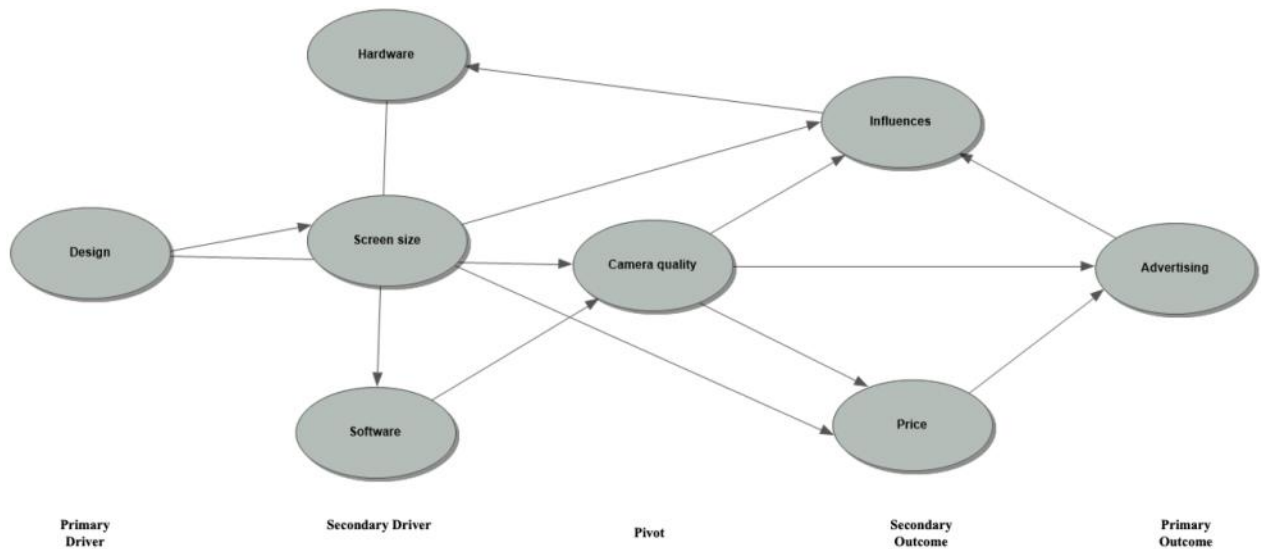 Hardware
Influences
Design
Screen size
Camera quality
Advertising
Software
Price
Primary
Driver
Secondary Driver
Pivot
Secondary
Outcome
Primary
Outcome